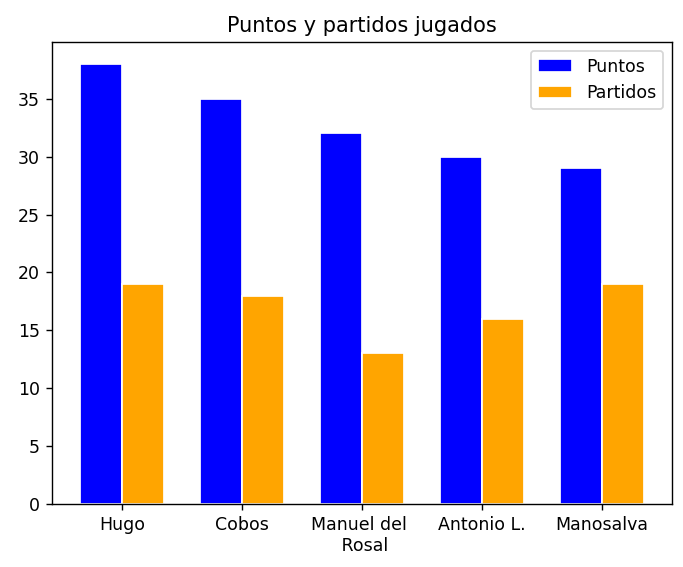 Puntos y partidos jugados
Puntos
Partidos
35
30
25
20
15
10
5
0
Hugo
Cobos
Manuel del
Rosal
Antonio L.
Manosalva